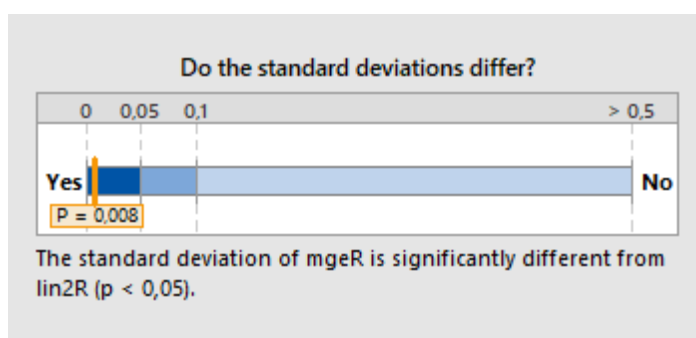 Do the standard deviations differ?
0 0,05 0,1 > 0,5
Yes No
P = 0,008
The standard deviation of mgeR is significantly different from
lin2R (p < 0,05).